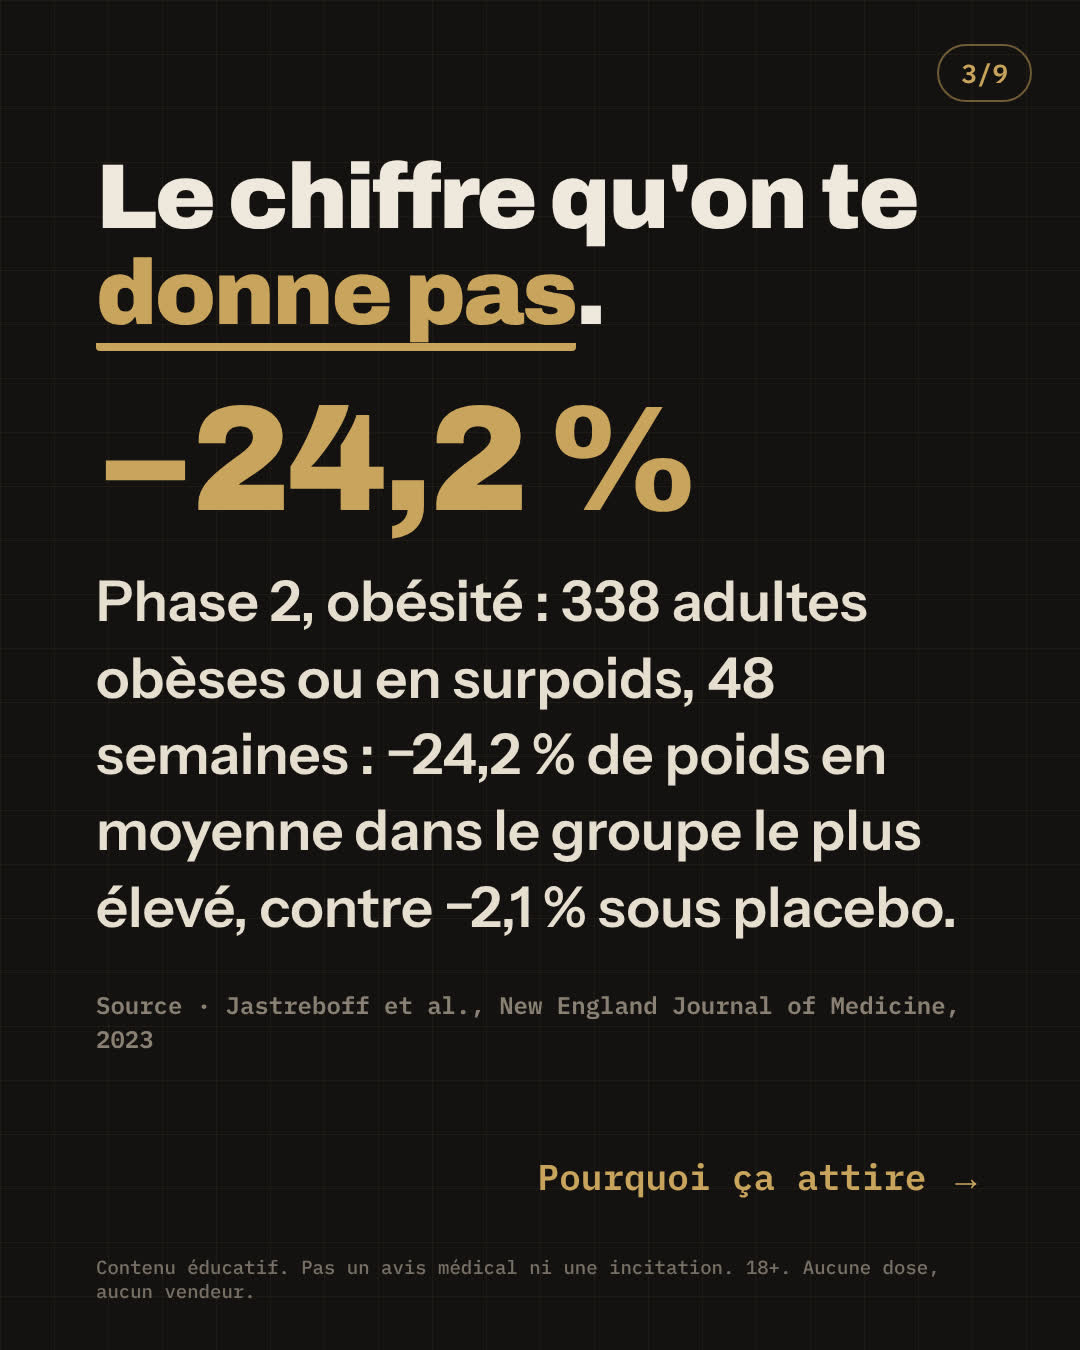 3/9
Le chiffre qu'on te
donne pas.
−24,2 %
Phase 2, obésité : 338 adultes
obèses ou en surpoids, 48
semaines : −24,2 % de poids en
moyenne dans le groupe le plus
élevé, contre −2,1 % sous placebo.
Source · Jastreboff et al., New England Journal of Medicine,
2023
Pourquoi ça attire →
Contenu éducatif. Pas un avis médical ni une incitation. 18+. Aucune dose,
aucun vendeur.